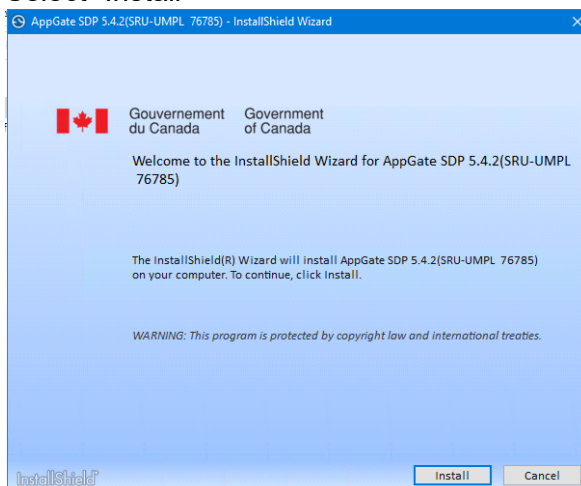 AppGate SDP 5.4.2(SRU-UMPL 76785) - InstallShield Wizard
Gouvernement Government
du Canada of Canada
Welcome to the InstallShield Wizard for AppGate SDP 5.4.2(SRU-UMPL
76785)
The InstallShield(R) Wizard will install AppGate SDP 5.4.2(SRU-UMPL 76785)
on your computer. To continue, click Install.
WARNING: This program is protected by copyright law and international treaties.
InstallShield
Install Cancel